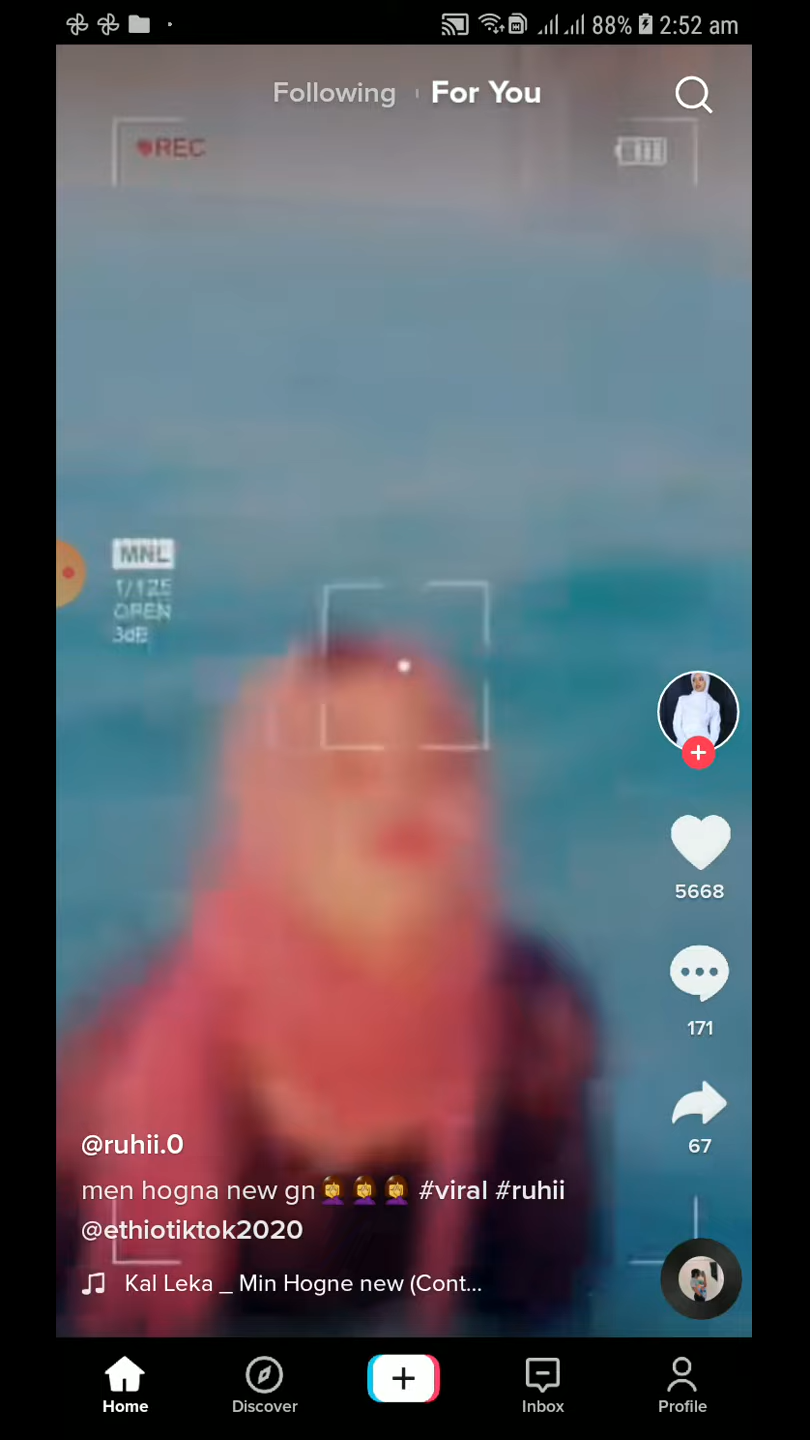 88% 2:52 am
Following For You
REC
MNL
1/125
OPEN
3dB
5668
171
67
@ruhii.0
men hogna new gn🤦‍♀️🤦‍♀️🤦‍♀️ #viral #ruhii
@ethiotiktok2020
Kal Leka _ Min Hogne new (Cont...
Home Discover Inbox Profile